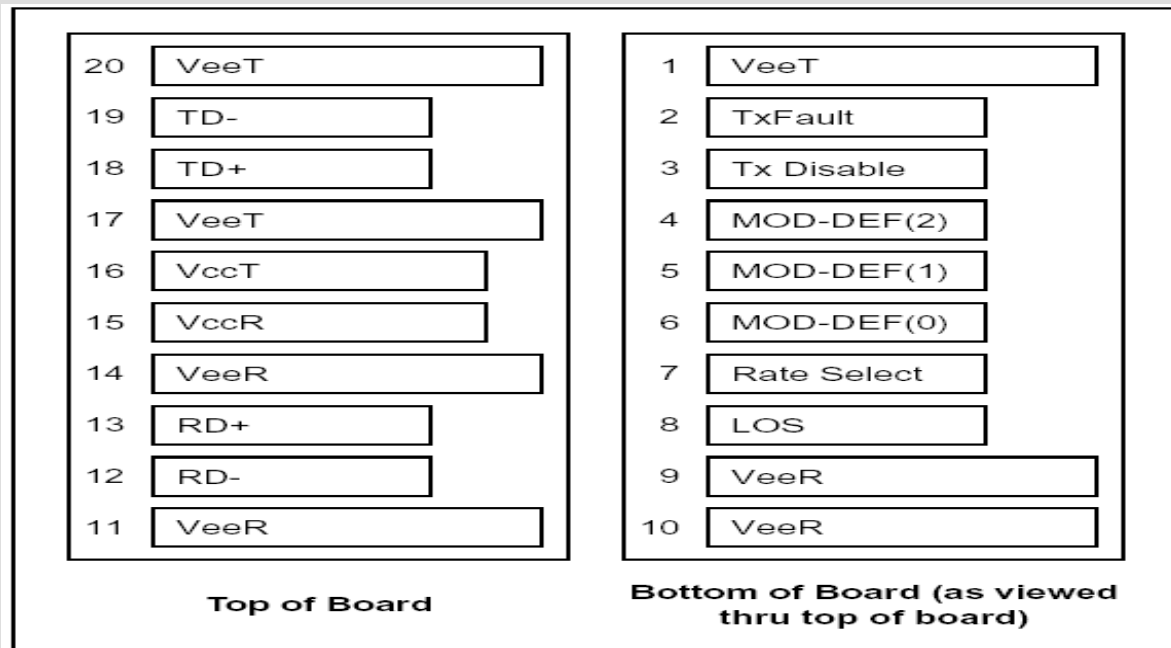 20 VeeT
19 TD-
18 TD+
17 VeeT
16 VccT
15 VccR
14 VeeR
13 RD+
12 RD-
11 VeeR
Top of Board
1 VeeT
2 TxFault
3 Tx Disable
4 MOD-DEF(2)
5 MOD-DEF(1)
6 MOD-DEF(0)
7 Rate Select
8 LOS
9 VeeR
10 VeeR
Bottom of Board (as viewed
thru top of board)